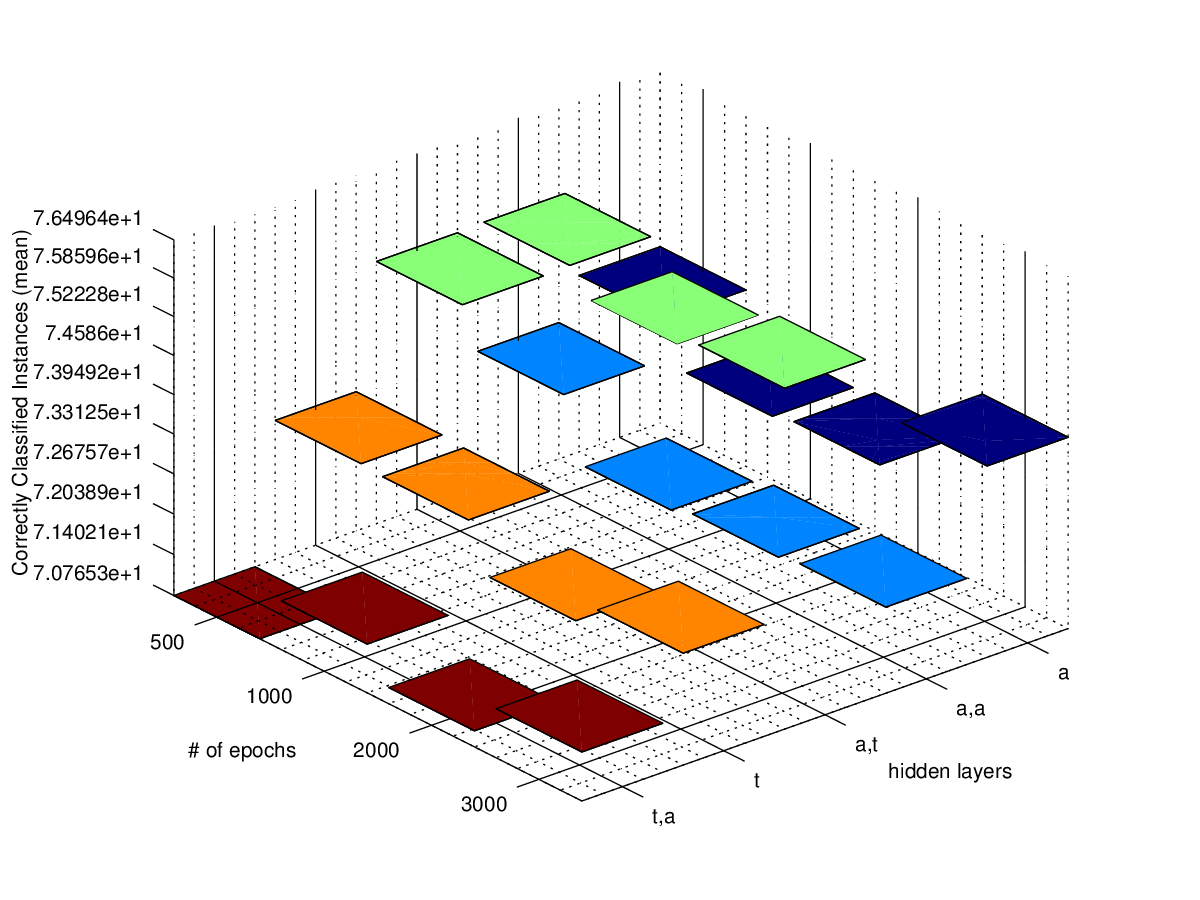 7.64964e+1
7.58596e+1
7.52228e+1
7.4586e+1
7.39492e+1
7.33125e+1
7.26757e+1
7.20389e+1
7.14021e+1
7.07653e+1
Correctly Classified Instances (mean)
500
1000
2000
3000
# of epochs
a
a,a
a,t
t
t,a
hidden layers